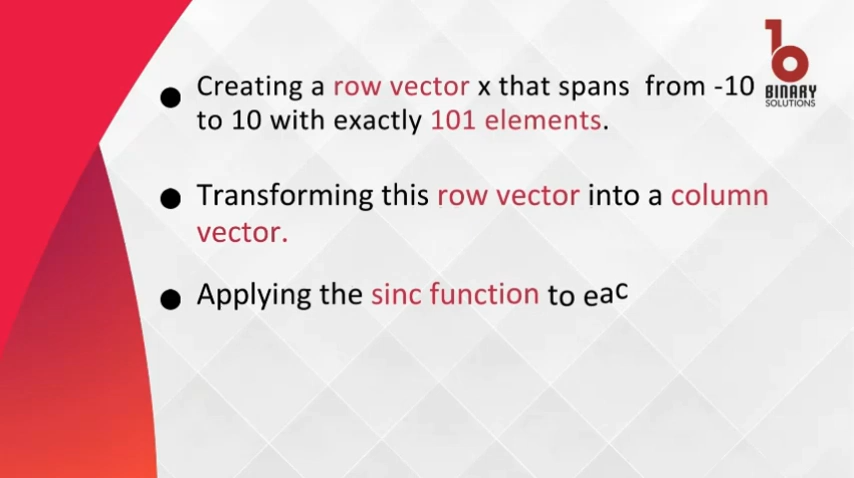 Creating a row vector x that spans from -10
to 10 with exactly 101 elements.
BINARY
SOLUTIONS
Transforming this row vector into a column
vector.
Applying the sinc function to eac